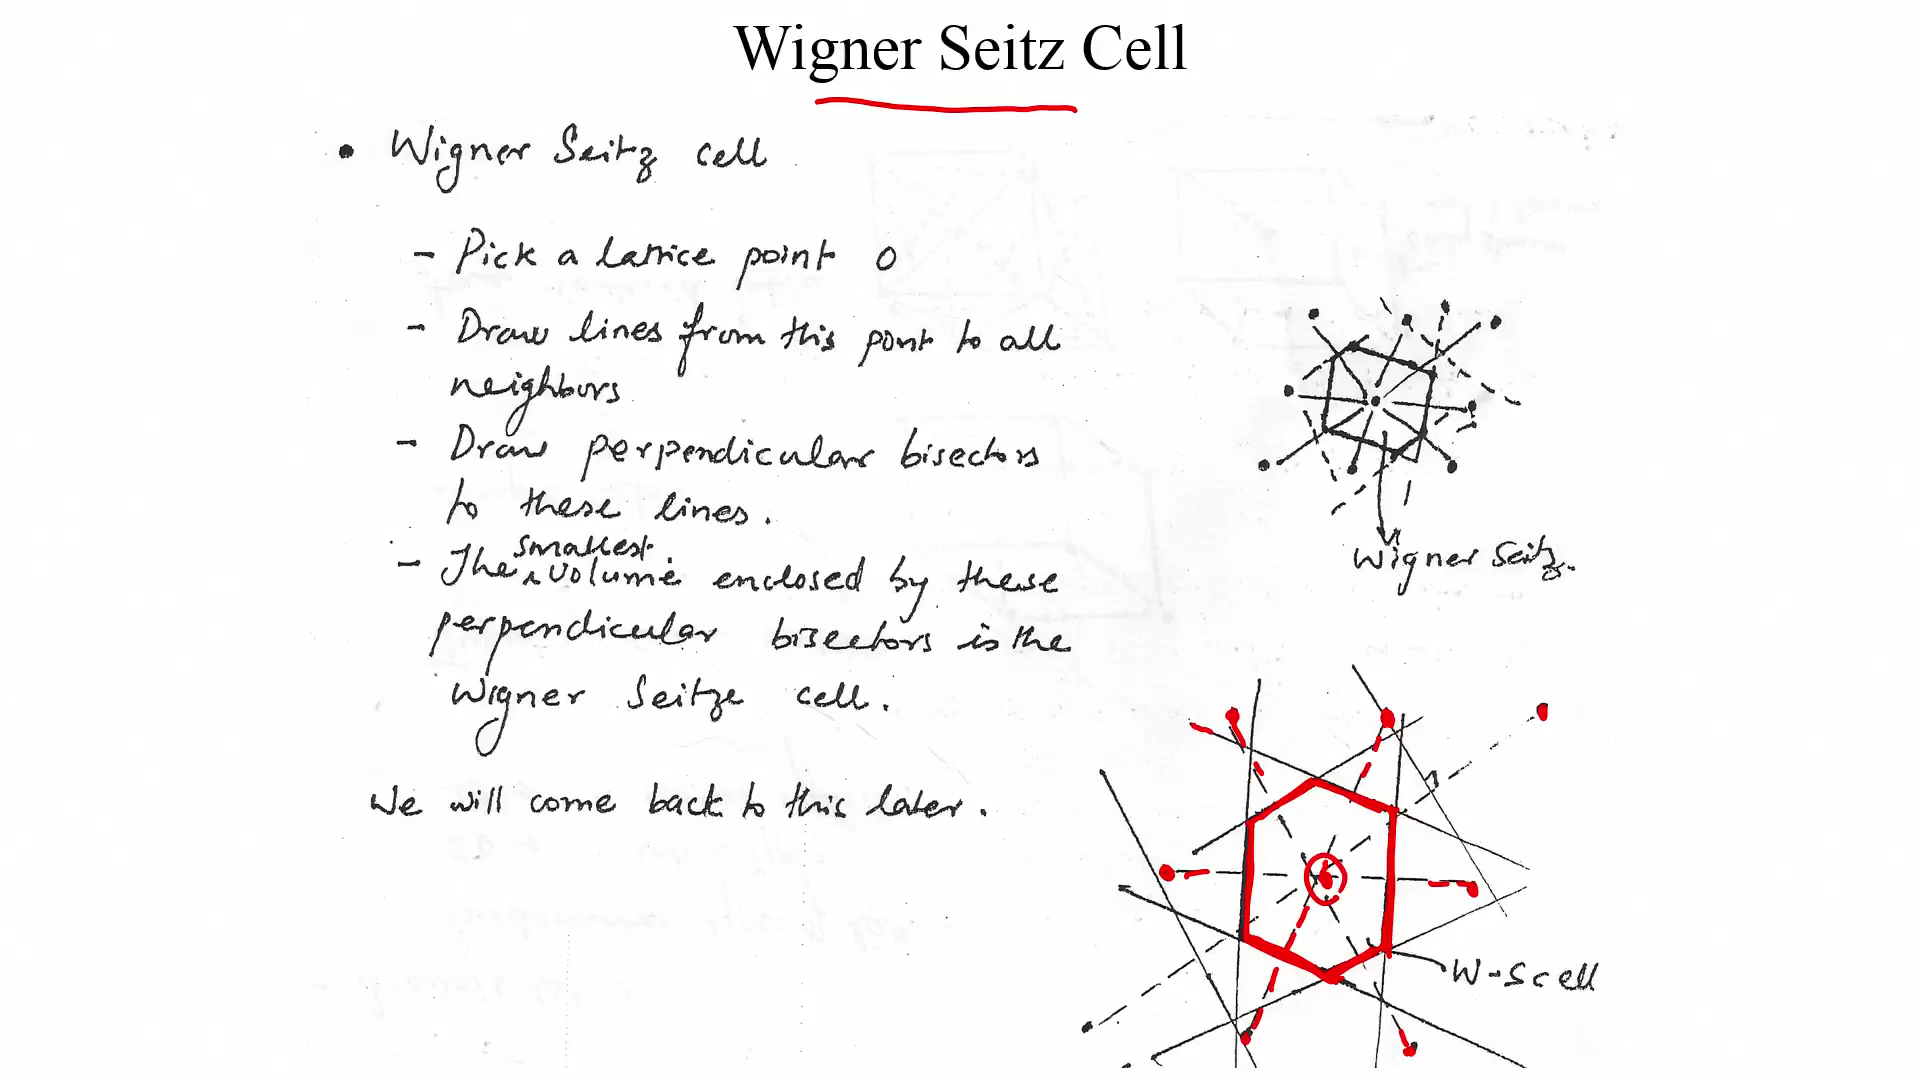 Wigner Seitz Cell
• Wigner Seitz cell
- Pick a lattice point O
- Draw lines from this point to all
neighbors
- Draw perpendicular bisectors
to these lines.
- The smallest volume enclosed by these
perpendicular bisectors is the
Wigner Seitze cell.
We will come back to this later.
Wigner Seitz.
W-S cell